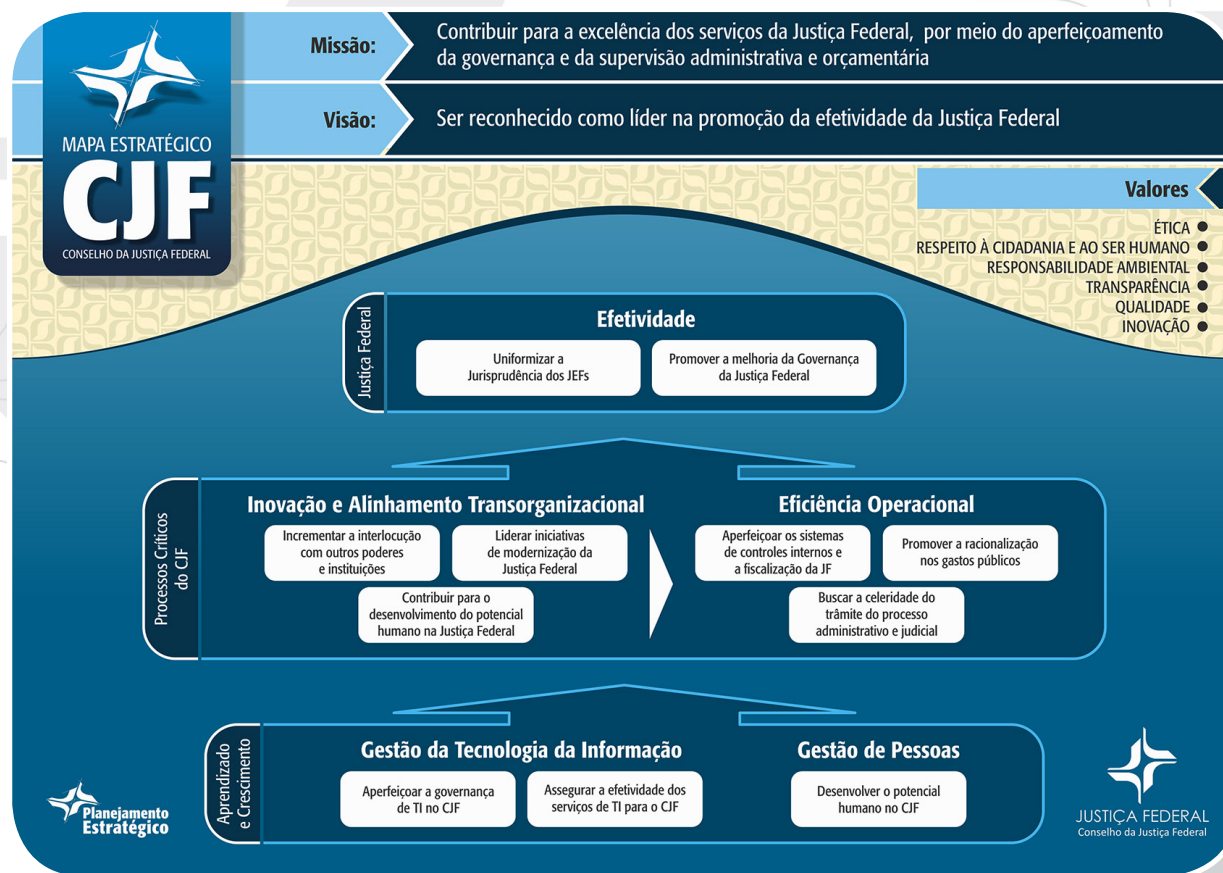 MAPA ESTRATÉGICO
CJF
CONSELHO DA JUSTIÇA FEDERAL
Missão:
Contribuir para a excelência dos serviços da Justiça Federal, por meio do aperfeiçoamento
da governança e da supervisão administrativa e orçamentária
Visão:
Ser reconhecido como líder na promoção da efetividade da Justiça Federal
Valores
ÉTICA
RESPEITO À CIDADANIA E AO SER HUMANO
RESPONSABILIDADE AMBIENTAL
TRANSPARÊNCIA
QUALIDADE
INOVAÇÃO
Justiça Federal
Efetividade
Uniformizar a
Jurisprudência dos JEFs
Promover a melhoria da Governança
da Justiça Federal
Processos Críticos
do CJF
Inovação e Alinhamento Transorganizacional
Incrementar a interlocução
com outros poderes
e instituições
Liderar iniciativas
de modernização da
Justiça Federal
Contribuir para o
desenvolvimento do potencial
humano na Justiça Federal
Eficiência Operacional
Aperfeiçoar os sistemas
de controles internos e
a fiscalização da JF
Promover a racionalização
nos gastos públicos
Buscar a celeridade do
trâmite do processo
administrativo e judicial
Aprendizado
e Crescimento
Gestão da Tecnologia da Informação
Aperfeiçoar a governança
de TI no CJF
Assegurar a efetividade dos
serviços de TI para o CJF
Gestão de Pessoas
Desenvolver o potencial
humano no CJF
Planejamento
Estratégico
JUSTIÇA FEDERAL
Conselho da Justiça Federal